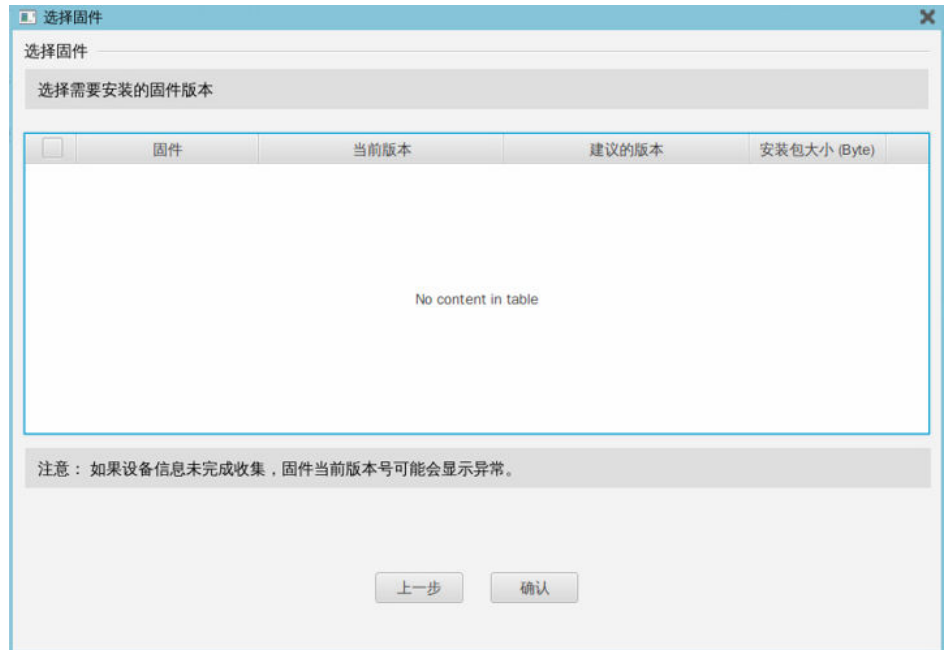 选择固件
选择固件
选择需要安装的固件版本
固件 当前版本 建议的版本 安装包大小 (Byte)
No content in table
注意： 如果设备信息未完成收集，固件当前版本号可能会显示异常。
上一步 确认